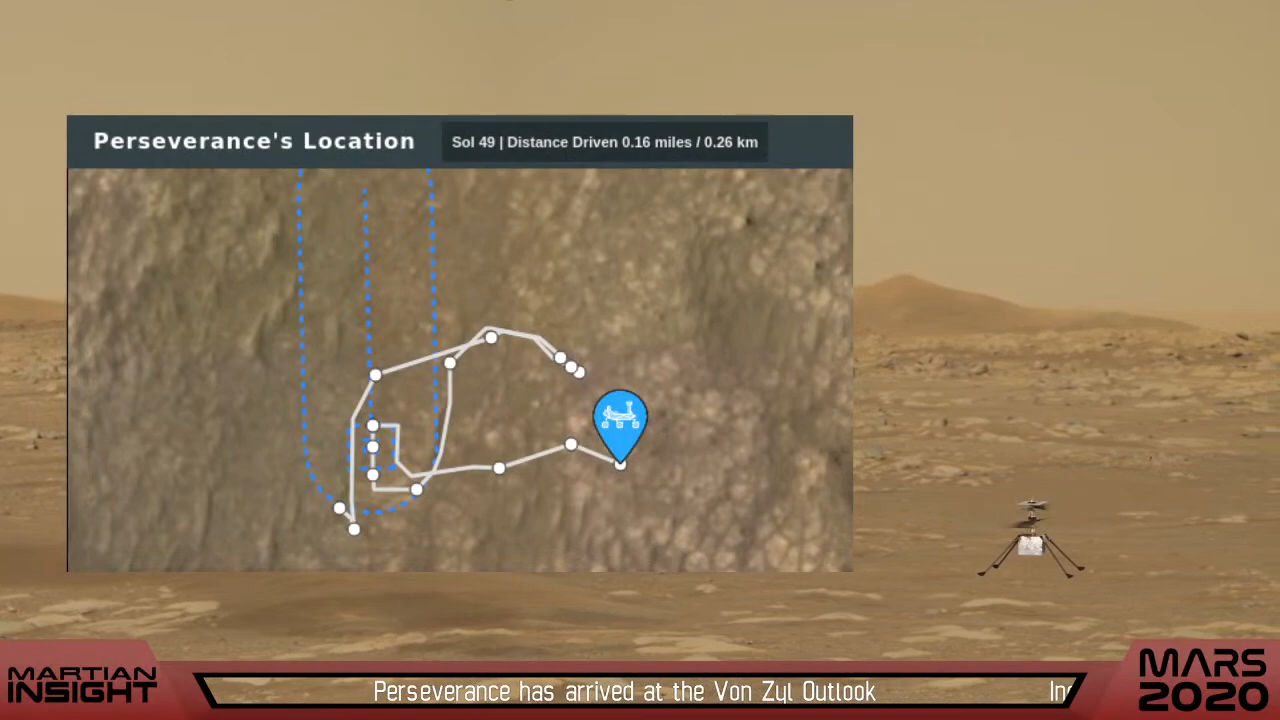 Perseverance's Location
Sol 49 | Distance Driven 0.16 miles / 0.26 km
MARTIAN
INSIGHT
Perseverance has arrived at the Von Zyl Outlook
MARS
2020